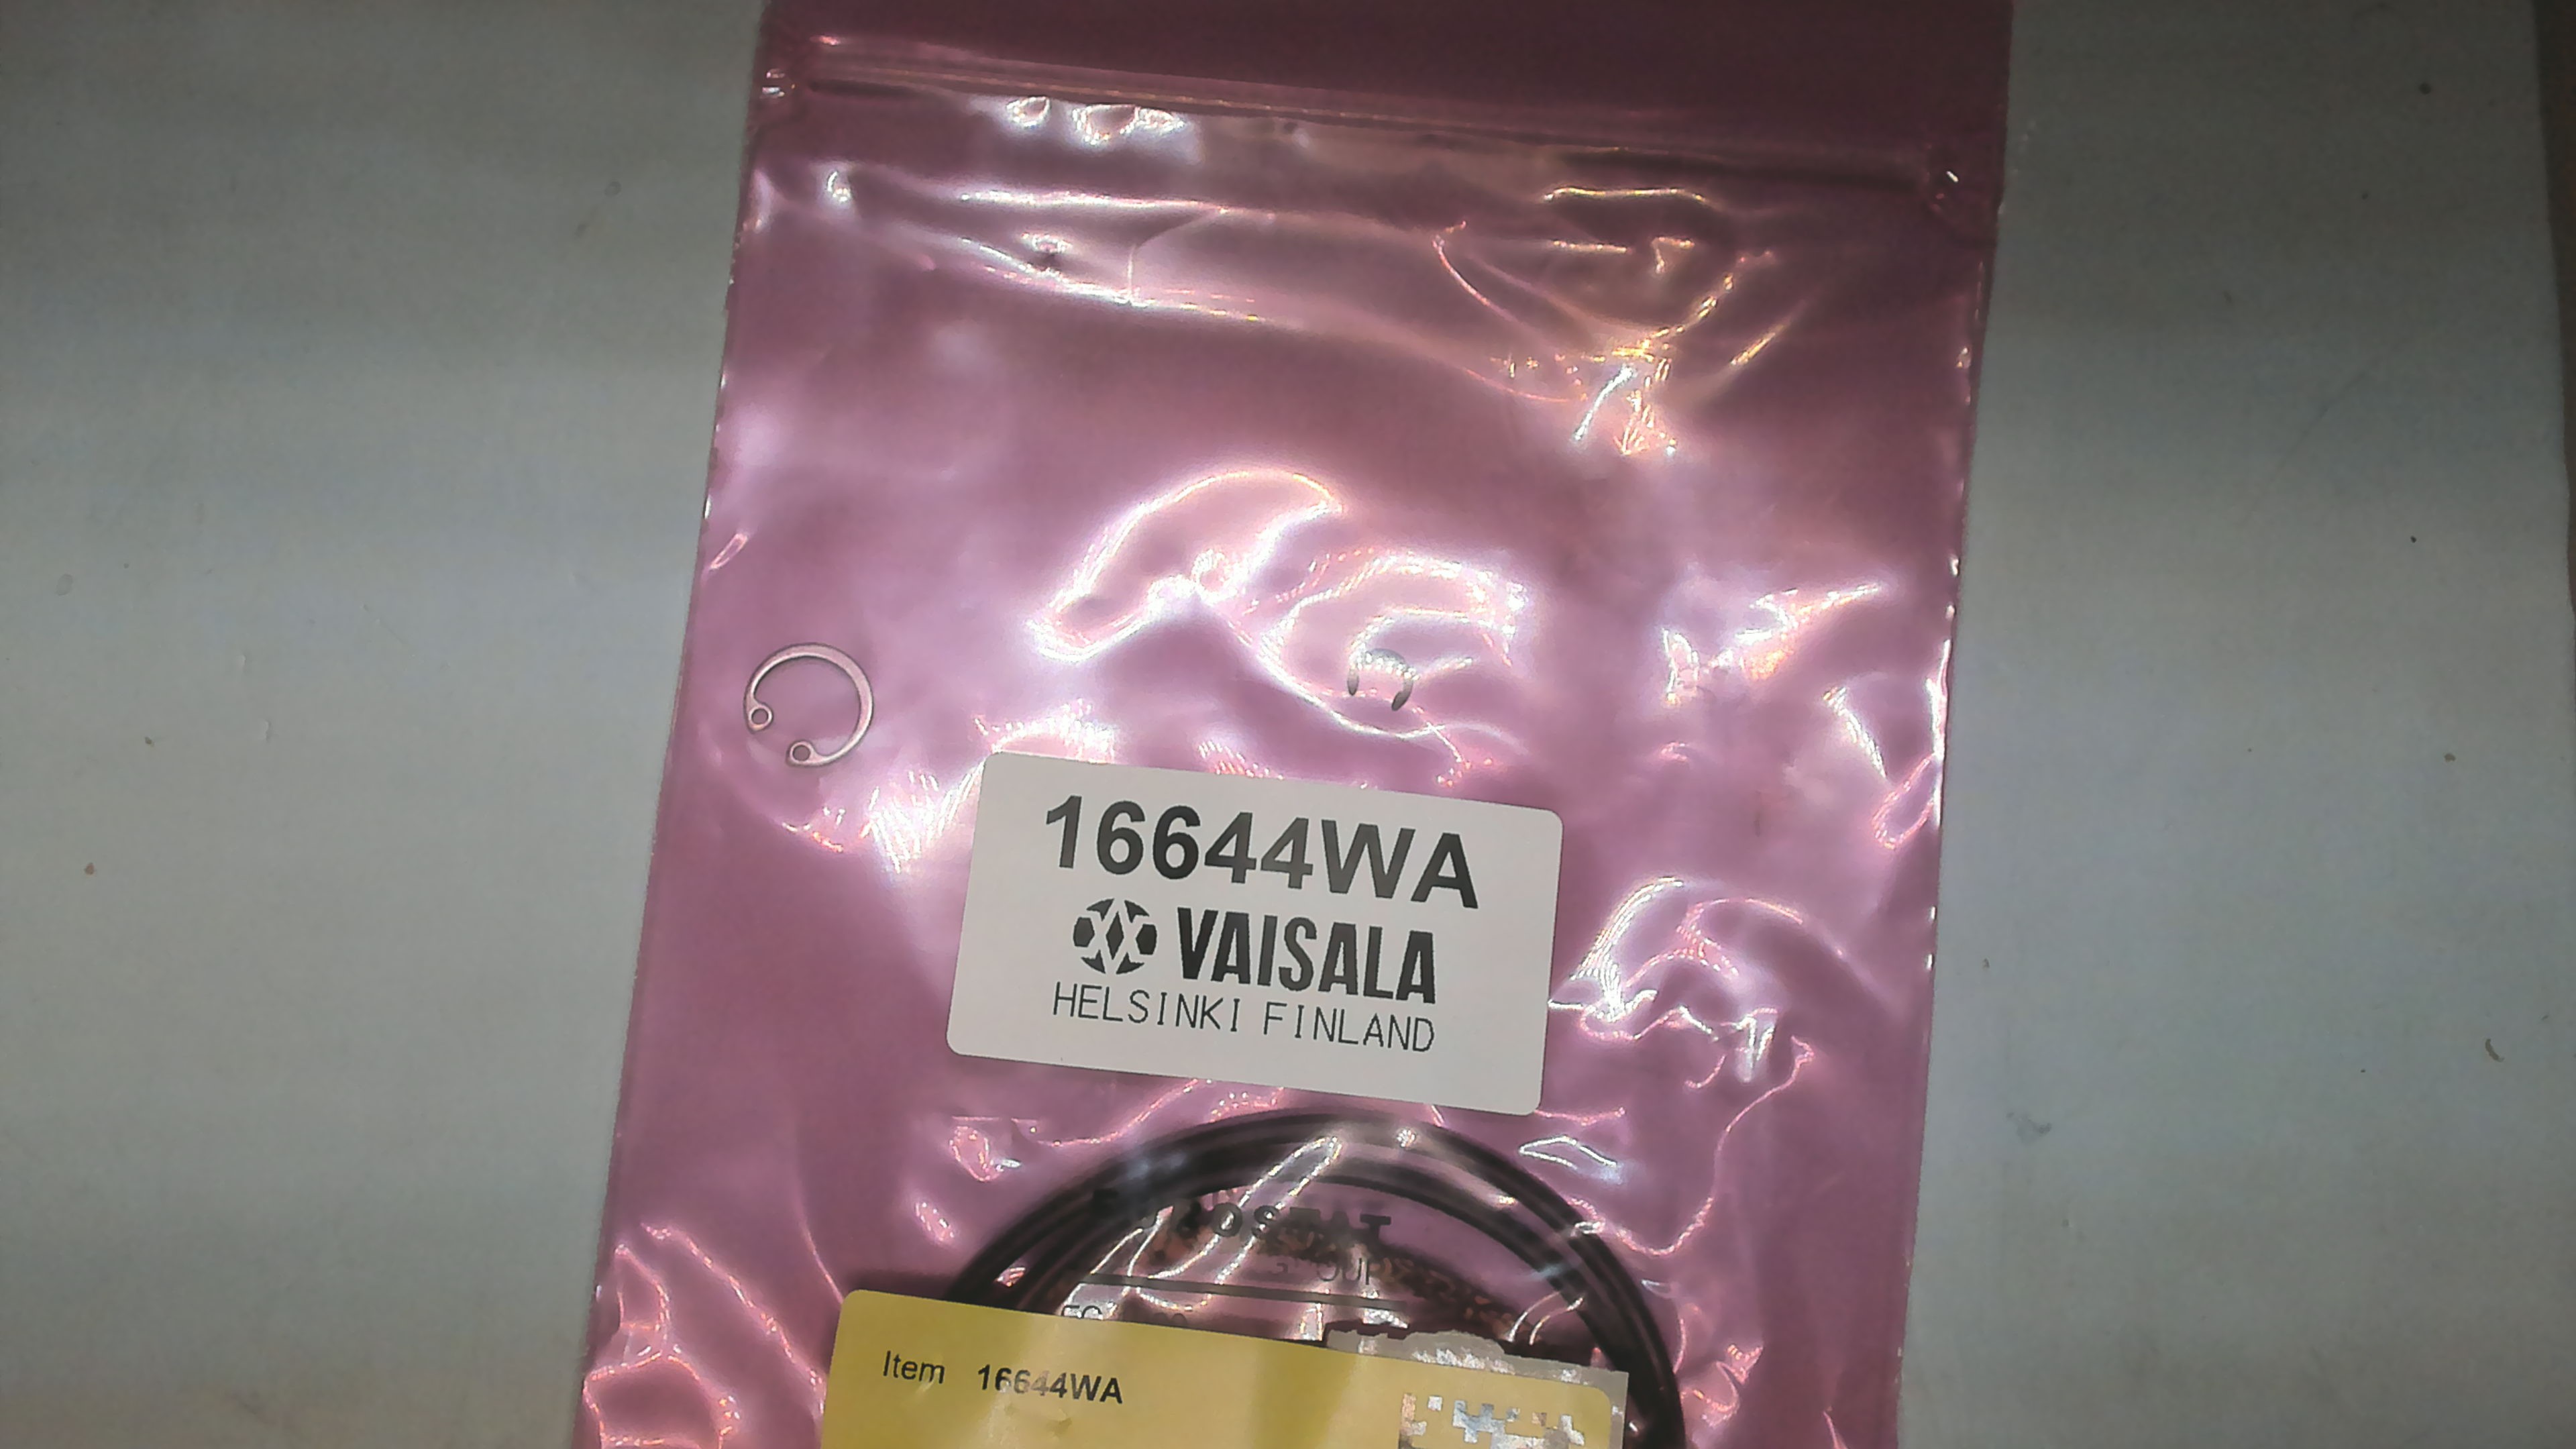 16644WA
VAISALA
HELSINKI FINLAND
Item 16644WA